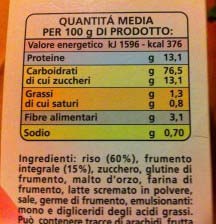 QUANTITÁ MEDIA
PER 100 g DI PRODOTTO:
Valore energetico kJ 1596 - kcal 376
Proteine g 13,1
Carboidrati g 76,5
di cui zuccheri g 13,1
Grassi g 1,3
di cui saturi g 0,8
Fibre alimentari g 3,1
Sodio g 0,70
Ingredienti: riso (60%), frumento
integrale (15%), zucchero, glutine di
frumento, malto d'orzo, farina di
frumento, latte scremato in polvere,
sale, germe di frumento, emulsionanti:
mono e digliceridi degli acidi grassi.
Può contenere tracce di arachidi, frutta